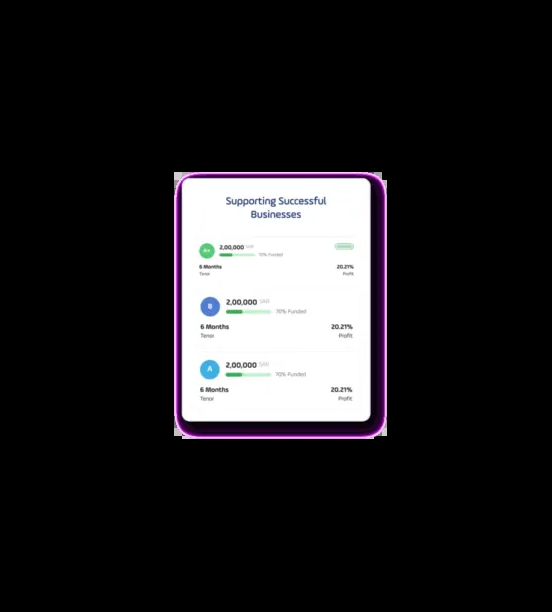 Supporting Successful
Businesses
A+
2,00,000 SAR
70% Funded
6 Months
20.21%
Tenor
Profit
B
2,00,000 SAR
70% Funded
6 Months
20.21%
Tenor
Profit
A
2,00,000 SAR
70% Funded
6 Months
20.21%
Tenor
Profit